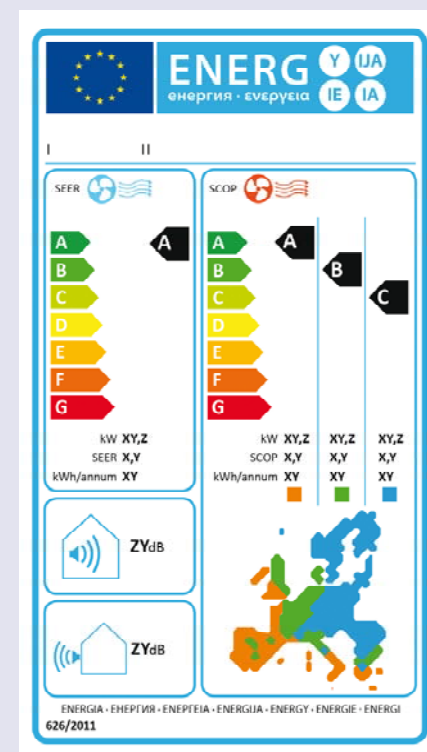 ENERG Y IJA
енергия · ενεργεια IE IA
I II
SEER
A A
B
C
D
E
F
G
kW XY,Z
SEER X,Y
kWh/annum XY
SCOP
A A
B B
C C
D
E
F
G
kW XY,Z XY,Z XY,Z
SCOP X,Y X,Y X,Y
kWh/annum XY XY XY
ZYdB
ZYdB
ENERGIA · ЕНЕРГИЯ · ΕΝΕΡΓΕΙΑ · ENERGIJA · ENERGY · ENERGIE · ENERGI
626/2011